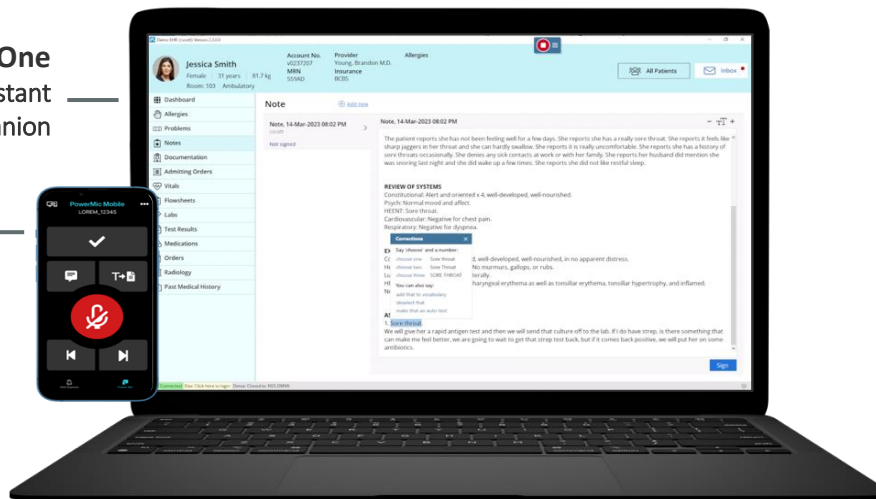 One
stant
nion
Demo EHR (
Jessica Smith
Female | 31 years | 81.7 kg
Room: 103 Ambulatory
Account No.
v0237207
MRN
559AD
Provider
Young, Brandon M.D.
Insurance
BCBS
Allergies
All Patients
Inbox
Dashboard
Allergies
Problems
Notes
Documentation
Admitting Orders
Vitals
Flowsheets
Labs
Test Results
Medications
Orders
Radiology
Past Medical History
Note
Add new
Note, 14-Mar-2023 08:02 PM
Not signed
Note, 14-Mar-2023 08:02 PM
The patient reports she has not been feeling well for a few days. She reports she has a really sore throat. She reports it feels like
sharp jaggers in her throat and she can hardly swallow. She reports it is really uncomfortable. She reports she has a history of
sore throats occasionally. She denies any sick contacts at work or with her family. She reports her husband did mention she
was snoring last night and she did wake up a few times. She reports she did not like restful sleep.
REVIEW OF SYSTEMS
Constitutional: Alert and oriented x 4, well-developed, well-nourished.
Psych: Normal mood and affect.
HEENT: Sore throat.
Cardiovascular: Negative for chest pain.
Respiratory: Negative for dyspnea.
Corrections
Say 'choose' and a number:
choose one Sore throat
choose two Sore Throat
choose three SORE THROAT
You can also say:
add that to vocabulary
deselect that
make that an auto-text
d, well-developed, well-nourished, in no apparent distress.
No murmurs, gallops, or rubs.
terally.
haryngeal erythema as well as tonsillar erythema, tonsillar hypertrophy, and inflamed.
1. Sore throat.
We will give her a rapid antigen test and then we will send that culture off to the lab. If I do have strep, is there something that
can make me feel better, we are going to wait to get that strep test back, but if it comes back positive, we will put her on some
antibiotics.
Sign
PowerMic Mobile
LOREM_12345